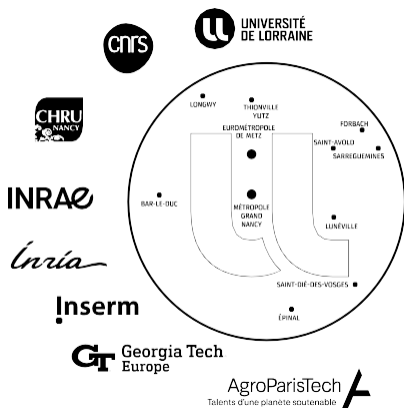 cnrs
UNIVERSITÉ
DE LORRAINE
CHRU
NANCY
LONGWY
THIONVILLE
YUTZ
EUROMÉTROPOLE
DE METZ
FORBACH
SAINT-AVOLD
SARREGUEMINES
INRAE
BAR-LE-DUC
MÉTROPOLE
GRAND
NANCY
LUNÉVILLE
Inria
SAINT-DIÉ-DES-VOSGES
Inserm
ÉPINAL
GT Georgia Tech
Europe
AgroParisTech
Talents d'une planète soutenable